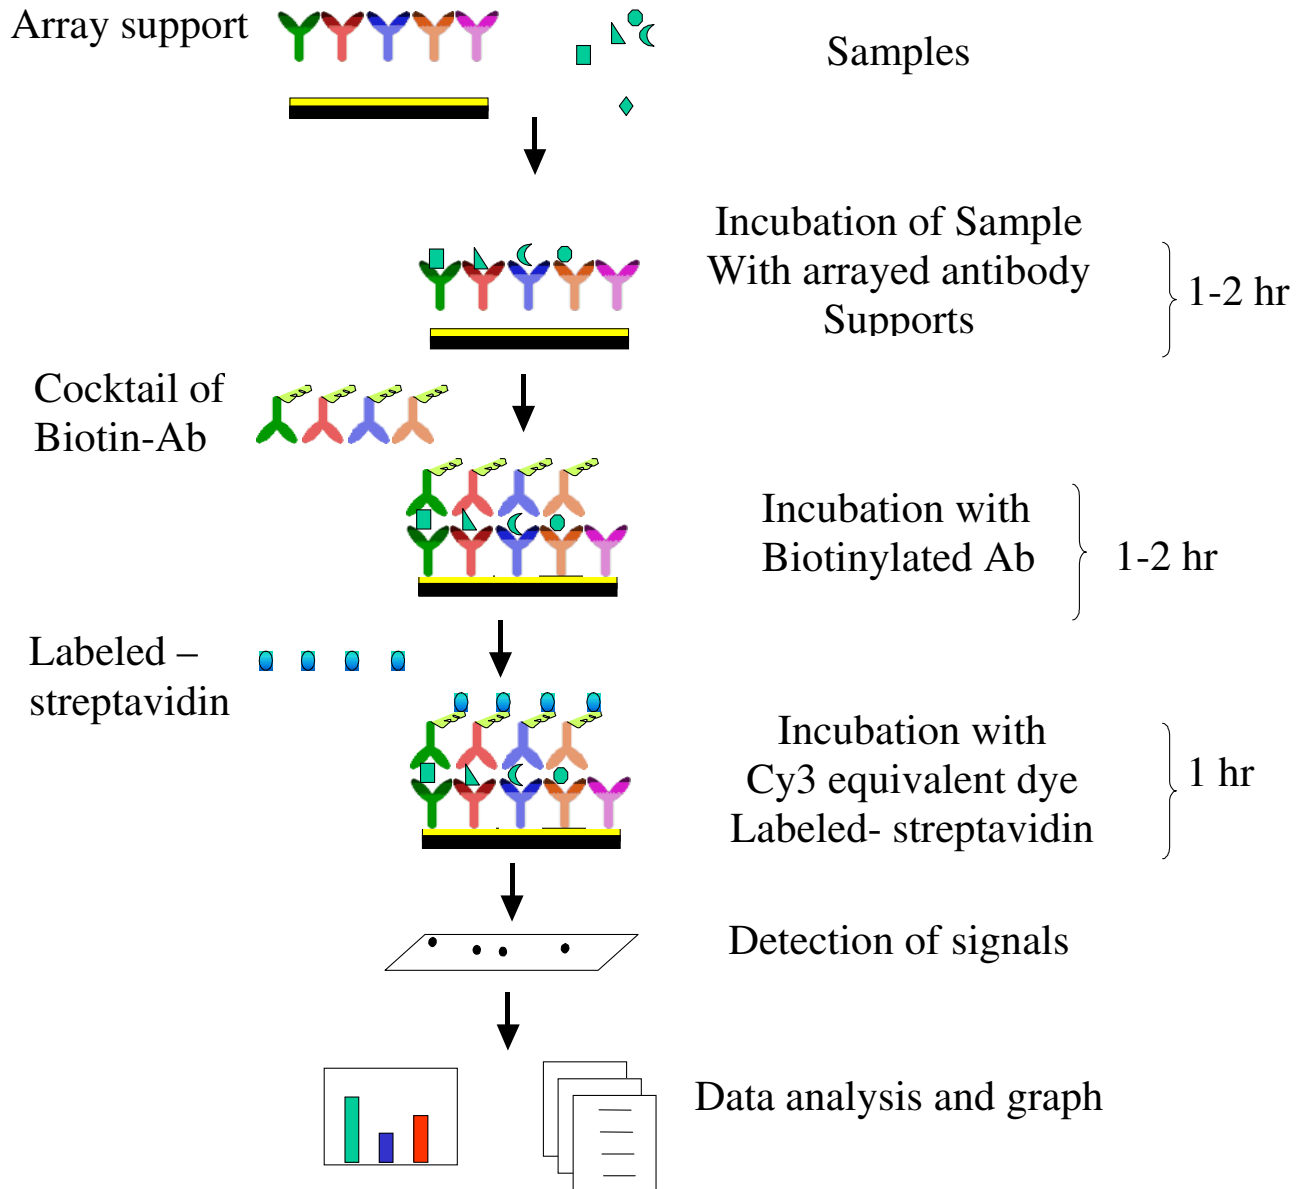 Array support
Samples
Incubation of Sample
With arrayed antibody
Supports
1-2 hr
Cocktail of
Biotin-Ab
Incubation with
Biotinylated Ab
1-2 hr
Labeled –
streptavidin
Incubation with
Cy3 equivalent dye
Labeled- streptavidin
1 hr
Detection of signals
Data analysis and graph